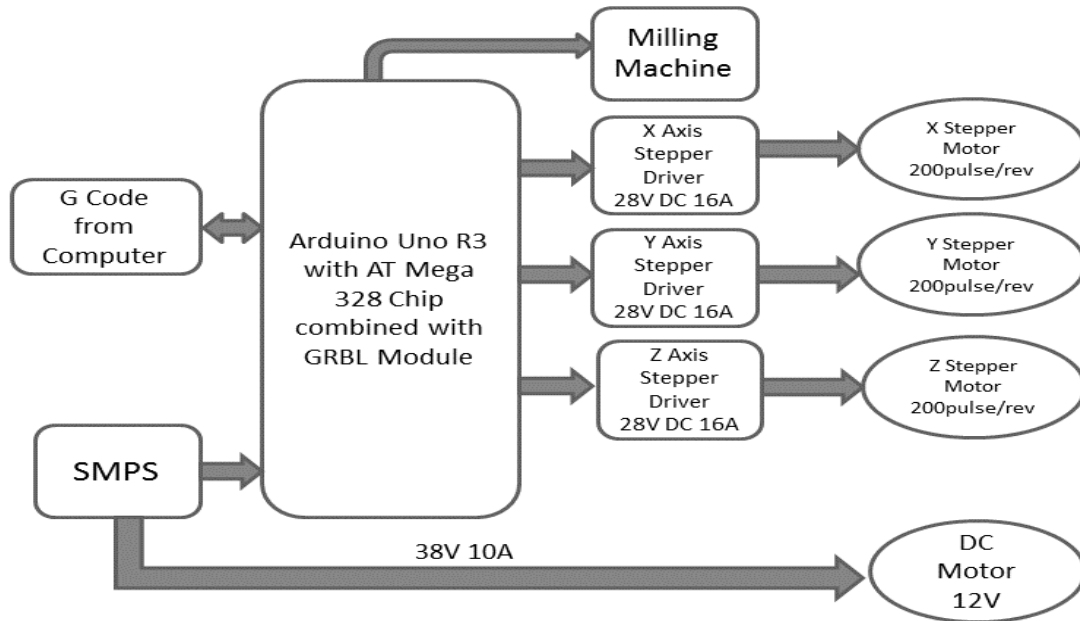 Milling
Machine
X Axis
Stepper
Driver
28V DC 16A
X Stepper
Motor
200pulse/rev
G Code
from
Computer
Arduino Uno R3
with AT Mega
328 Chip
combined with
GRBL Module
Y Axis
Stepper
Driver
28V DC 16A
Y Stepper
Motor
200pulse/rev
Z Axis
Stepper
Driver
28V DC 16A
Z Stepper
Motor
200pulse/rev
SMPS
38V 10A
DC
Motor
12V